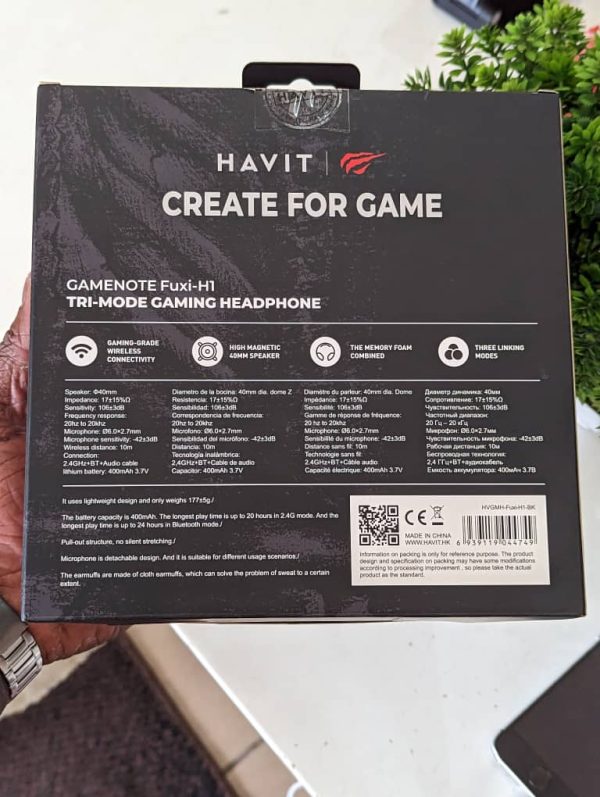 HAVIT
CREATE FOR GAME
GAMENOTE Fuxi-H1
TRI-MODE GAMING HEADPHONE
GAMING-GRADE
WIRELESS
CONNECTIVITY
HIGH MAGNETIC
40MM SPEAKER
THE MEMORY FOAM
COMBINED
THREE LINKING
MODES
Speaker: Φ40mm
Impedance: 17±15%Ω
Sensitivity: 106±3dB
Frequency response:
20hz to 20khz
Microphone: Ø6.0×2.7mm
Microphone sensitivity: -42±3dB
Wireless distance: 10m
Connection:
2.4GHz+BT+Audio cable
lithium battery: 400mAh 3.7V
Diametro de la bocina: 40mm dia. dome Z
Resistencia: 17±15%Ω
Sensibilidad: 106±3dB
Correspondencia de frecuencia:
20hz to 20khz
Microfono: Ø6.0×2.7mm
Sensibilidad del micrófono: -42±3dB
Distancia: 10m
Tecnología inalámbrica:
2,4GHz+BT+Cable de audio
Capacitor: 400mAh 3.7V
Diamètre du parleur: 40mm dia. Dome
Impédance: 17±15%Ω
Sensibilité: 106±3dB
Gamme de réponse de fréquence:
20 hz to 20khz
Microphone: Ø6.0×2.7mm
Sensibilité du microphone: -42±3dB
Distance sans fil: 10m
Technologie sans fil:
2.4GHz+BT+Cable audio
Capacité électrique: 400mAh 3.7V
Диаметр динамика: 40мм
Сопротивление: 17±15%Ω
Чувствительность: 106±3dB
Частотный диапазон:
20 Гц – 20 кГц
Микрофон: Ø6.0×2.7мм
Чувствительность микрофона: -42±3dB
Рабочая дистанция: 10м
Беспроводная технология:
2,4 ГГц+BT+аудиокабель
Емкость аккумулятора: 400мАч 3.7В
It uses lightweight design and only weighs 177±5g./
The battery capacity is 400mAh. The longest play time is up to 20 hours in 2.4G mode. And the
longest play time is up to 24 hours in Bluetooth mode./
Pull-out structure, no silent stretching./
Microphone is detachable design. And it is suitable for different usage scenarios./
The earmuffs are made of cloth earmuffs, which can solve the problem of sweat to a certain
extent.
HVGMH-Fuxi-H1-BK
CE
MADE IN CHINA
WWW.HAVIT.HK
6 939119 044749
Information on packing is only for reference purpose. The product
design and specification on packing may have some modifications
according to processing improvement , so please take the actual
product as the standard.